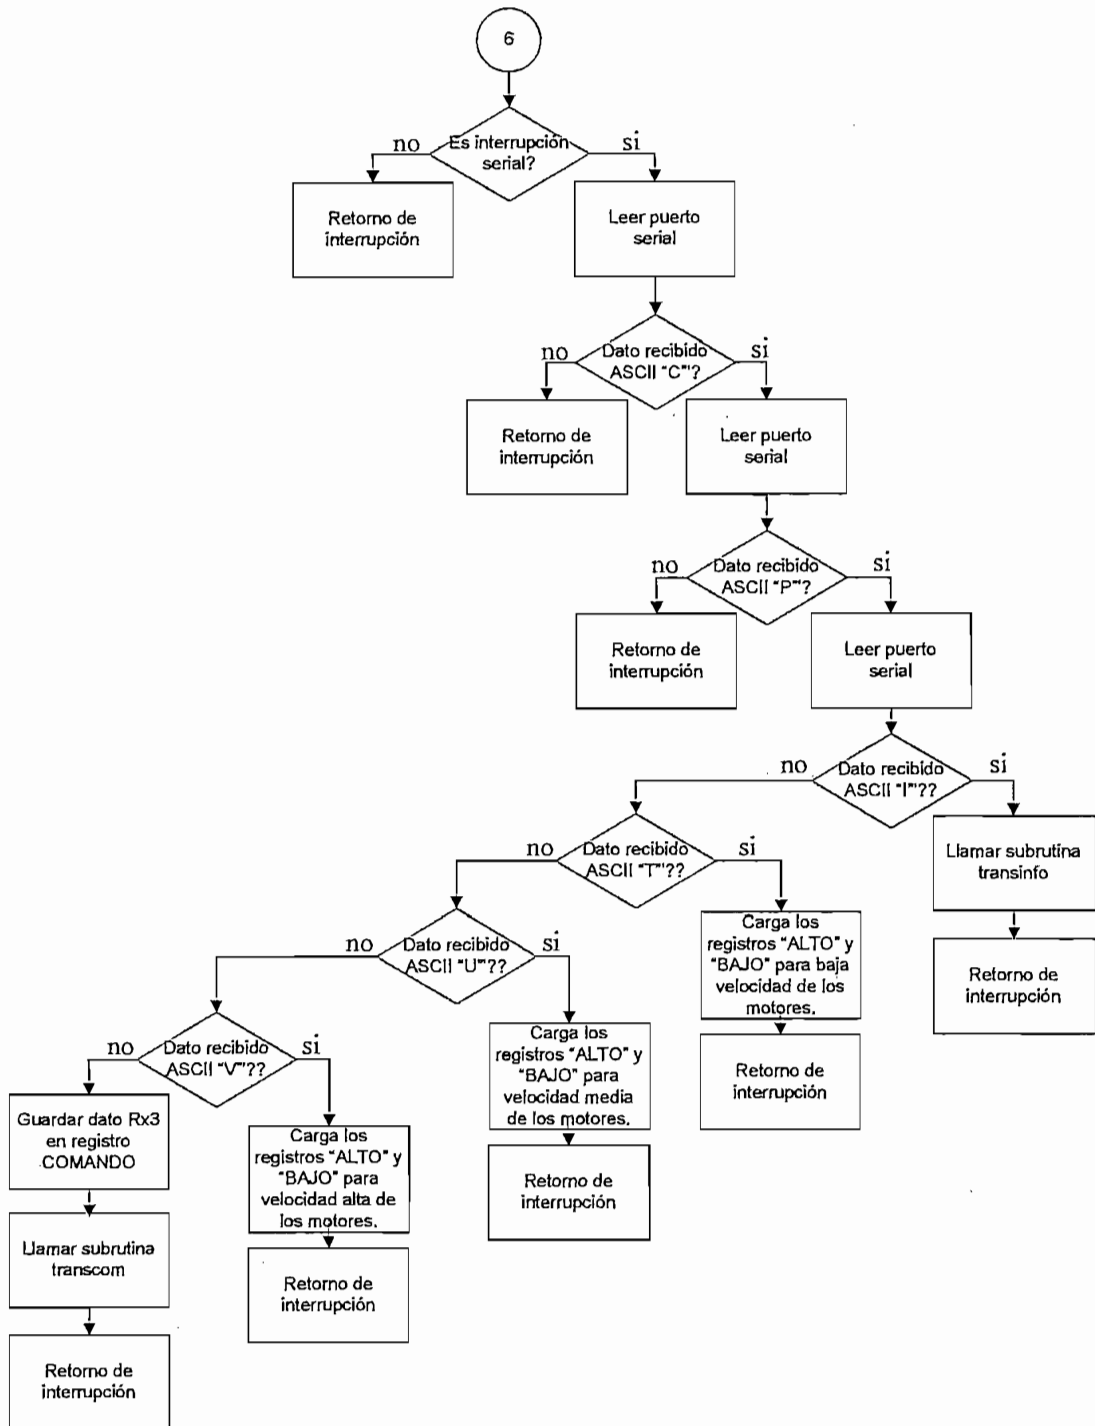 6
Es interrupción
serial?
no
si
Retorno de
interrupción
Leer puerto
serial
Dato recibido
ASCII "C"'?
no
si
Retorno de
interrupción
Leer puerto
serial
Dato recibido
ASCII "P"'?
no
si
Retorno de
interrupción
Leer puerto
serial
Dato recibido
ASCII "I"'??
no
si
Llamar subrutina
transinfo
Retorno de
interrupción
Dato recibido
ASCII "T"'??
no
si
Carga los
registros "ALTO" y
"BAJO" para baja
velocidad de los
motores.
Retorno de
interrupción
Dato recibido
ASCII "U"'??
no
si
Carga los
registros "ALTO" y
"BAJO" para
velocidad media
de los motores.
Retorno de
interrupción
Dato recibido
ASCII "V"'??
no
si
Guardar dato Rx3
en registro
COMANDO
Llamar subrutina
transcom
Retorno de
interrupción
Carga los
registros "ALTO" y
"BAJO" para
velocidad alta de
los motores.
Retorno de
interrupción